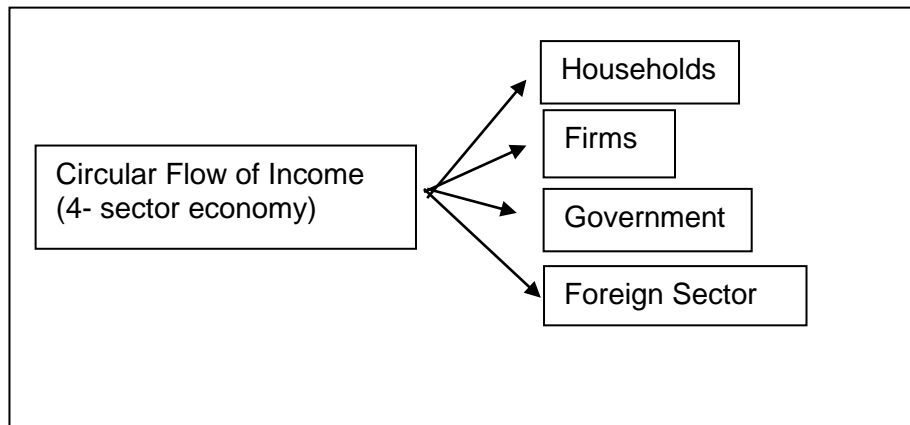 Households
Firms
Circular Flow of Income
(4- sector economy)
Government
Foreign Sector